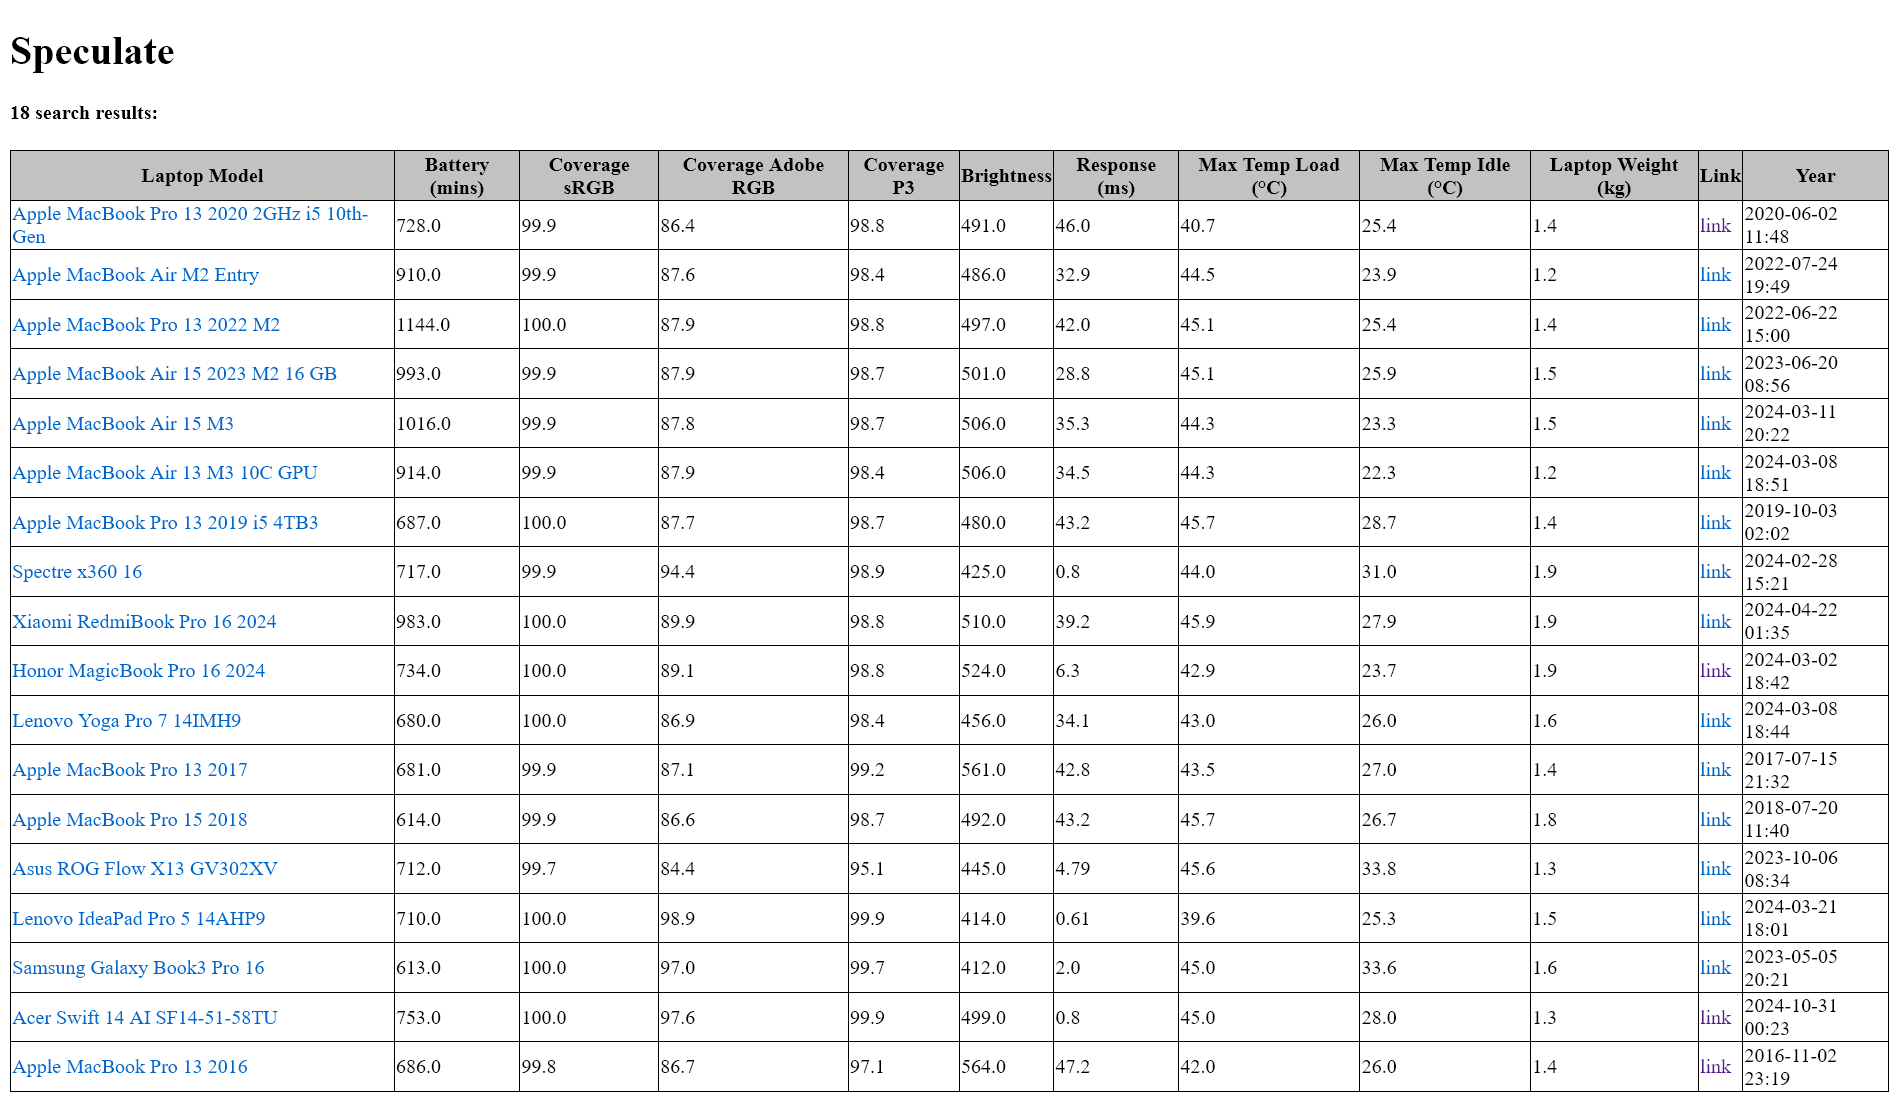 Speculate
18 search results:
Laptop Model Battery (mins) Coverage sRGB Coverage Adobe RGB Coverage P3 Brightness Response (ms) Max Temp Load (°C) Max Temp Idle (°C) Laptop Weight (kg) Link Year
Apple MacBook Pro 13 2020 2GHz i5 10th-Gen 728.0 99.9 86.4 98.8 491.0 46.0 40.7 25.4 1.4 link 2020-06-02 11:48
Apple MacBook Air M2 Entry 910.0 99.9 87.6 98.4 486.0 32.9 44.5 23.9 1.2 link 2022-07-24 19:49
Apple MacBook Pro 13 2022 M2 1144.0 100.0 87.9 98.8 497.0 42.0 45.1 25.4 1.4 link 2022-06-22 15:00
Apple MacBook Air 15 2023 M2 16 GB 993.0 99.9 87.9 98.7 501.0 28.8 45.1 25.9 1.5 link 2023-06-20 08:56
Apple MacBook Air 15 M3 1016.0 99.9 87.8 98.7 506.0 35.3 44.3 23.3 1.5 link 2024-03-11 20:22
Apple MacBook Air 13 M3 10C GPU 914.0 99.9 87.9 98.4 506.0 34.5 44.3 22.3 1.2 link 2024-03-08 18:51
Apple MacBook Pro 13 2019 i5 4TB3 687.0 100.0 87.7 98.7 480.0 43.2 45.7 28.7 1.4 link 2019-10-03 02:02
Spectre x360 16 717.0 99.9 94.4 98.9 425.0 0.8 44.0 31.0 1.9 link 2024-02-28 15:21
Xiaomi RedmiBook Pro 16 2024 983.0 100.0 89.9 98.8 510.0 39.2 45.9 27.9 1.9 link 2024-04-22 01:35
Honor MagicBook Pro 16 2024 734.0 100.0 89.1 98.8 524.0 6.3 42.9 23.7 1.9 link 2024-03-02 18:42
Lenovo Yoga Pro 7 14IMH9 680.0 100.0 86.9 98.4 456.0 34.1 43.0 26.0 1.6 link 2024-03-08 18:44
Apple MacBook Pro 13 2017 681.0 99.9 87.1 99.2 561.0 42.8 43.5 27.0 1.4 link 2017-07-15 21:32
Apple MacBook Pro 15 2018 614.0 99.9 86.6 98.7 492.0 43.2 45.7 26.7 1.8 link 2018-07-20 11:40
Asus ROG Flow X13 GV302XV 712.0 99.7 84.4 95.1 445.0 4.79 45.6 33.8 1.3 link 2023-10-06 08:34
Lenovo IdeaPad Pro 5 14AHP9 710.0 100.0 98.9 99.9 414.0 0.61 39.6 25.3 1.5 link 2024-03-21 18:01
Samsung Galaxy Book3 Pro 16 613.0 100.0 97.0 99.7 412.0 2.0 45.0 33.6 1.6 link 2023-05-05 20:21
Acer Swift 14 AI SF14-51-58TU 753.0 100.0 97.6 99.9 499.0 0.8 45.0 28.0 1.3 link 2024-10-31 00:23
Apple MacBook Pro 13 2016 686.0 99.8 86.7 97.1 564.0 47.2 42.0 26.0 1.4 link 2016-11-02 23:19